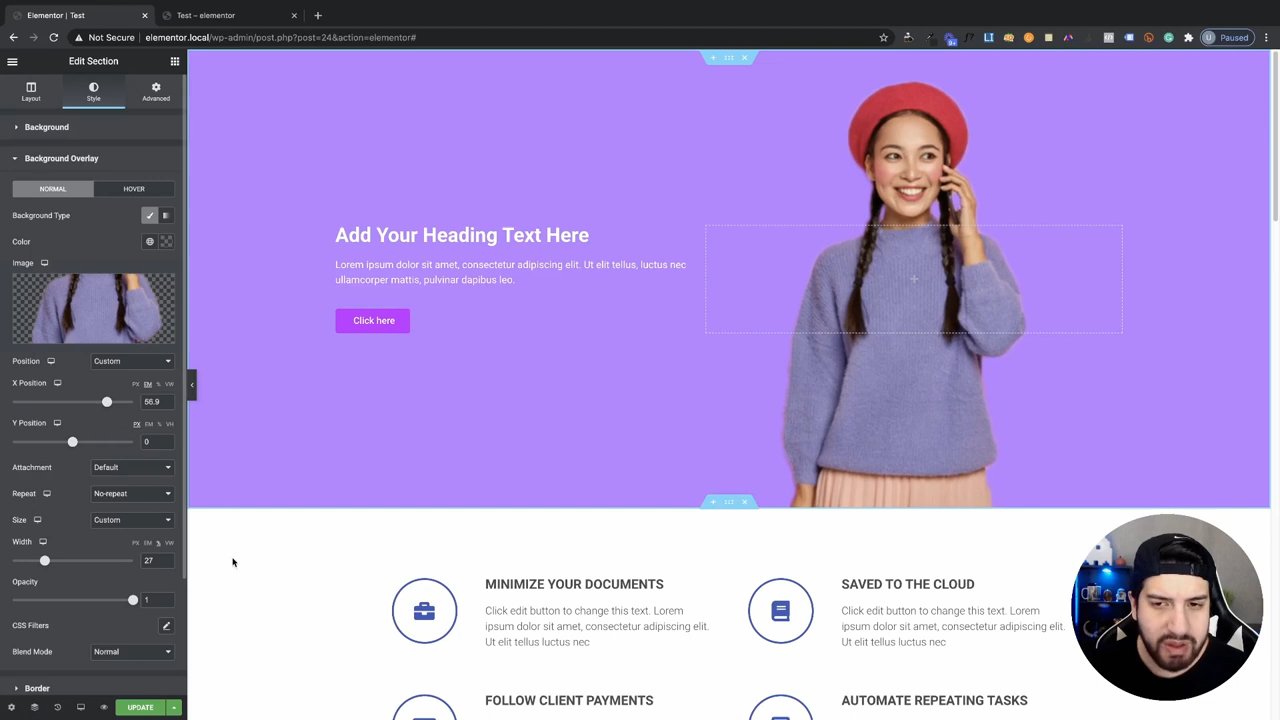 Elementor | Test
Test – elementor
Not Secure
elementor.local/wp-admin/post.php?post=24&action=elementor#
9+
U
Paused
Edit Section
Layout
Style
Advanced
Background
Background Overlay
NORMAL
HOVER
Background Type
Color
Image
Position
Custom
X Position
PX EM % VW
56.9
Y Position
PX EM % VH
0
Attachment
Default
Repeat
No-repeat
Size
Custom
Width
PX EM % VW
27
Opacity
1
CSS Filters
Blend Mode
Normal
Border
UPDATE
Add Your Heading Text Here
Lorem ipsum dolor sit amet, consectetur adipiscing elit. Ut elit tellus, luctus nec
ullamcorper mattis, pulvinar dapibus leo.
Click here
MINIMIZE YOUR DOCUMENTS
Click edit button to change this text. Lorem
ipsum dolor sit amet, consectetur adipiscing elit.
Ut elit tellus luctus nec
SAVED TO THE CLOUD
Click edit button to change this text. Lorem
ipsum dolor sit amet, consectetur adipiscing elit.
Ut elit tellus luctus nec
FOLLOW CLIENT PAYMENTS
AUTOMATE REPEATING TASKS